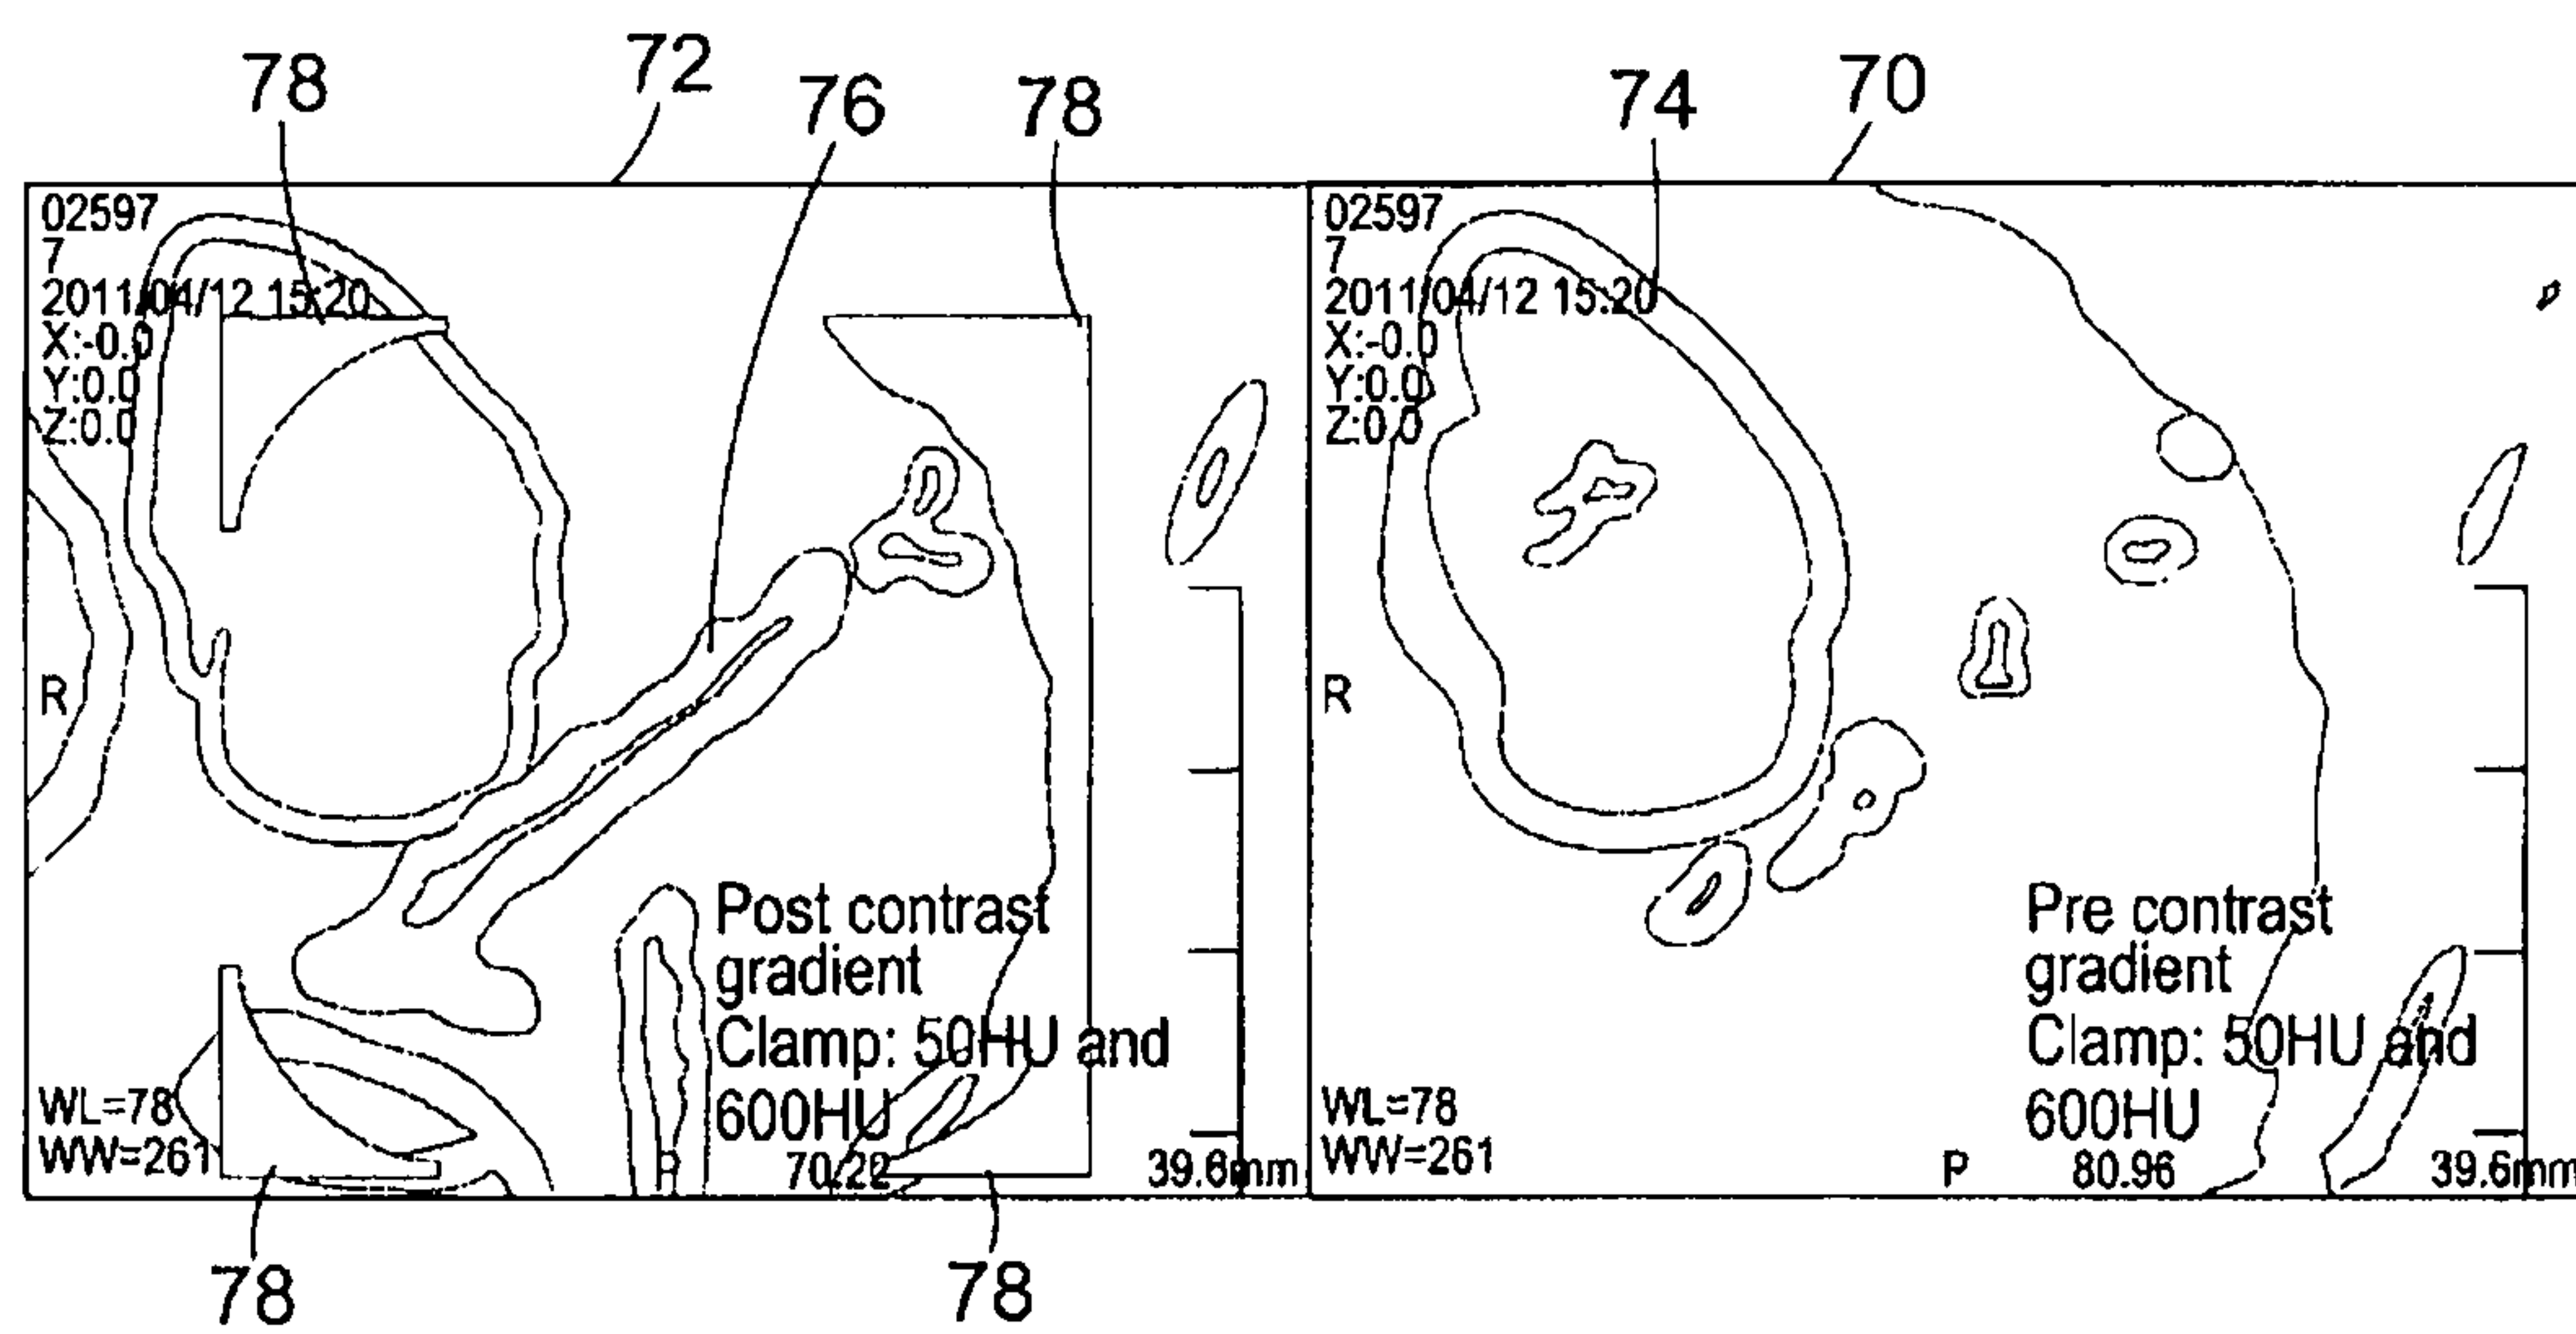 78
72
76
78
74
70
02597
7
2011/04/12 15:20
X:-0.0
Y:0.0
Z:0.0
R
Post contrast
gradient
Clamp: 50HU and
600HU
WL=78
WW=261
P
70.22
39.6mm
02597
7
2011/04/12 15:20
X:-0.0
Y:0.0
Z:0.0
R
Pre contrast
gradient
Clamp: 50HU and
600HU
WL=78
WW=261
P
80.96
39.6mm
78
78